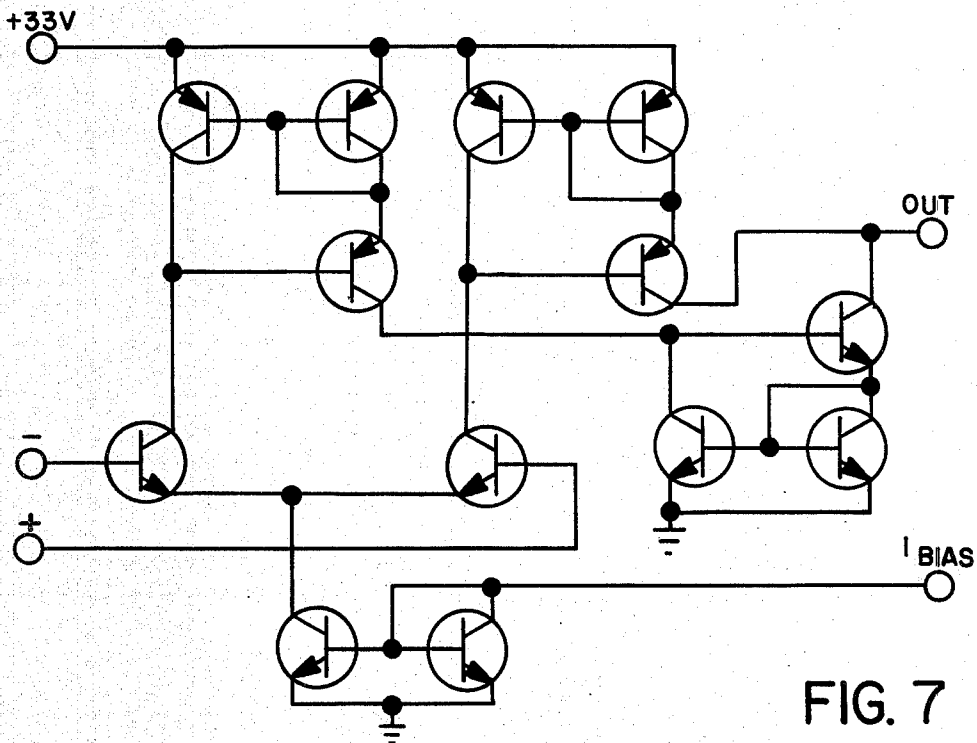 +33V
OUT
−
+
I BIAS
FIG. 7